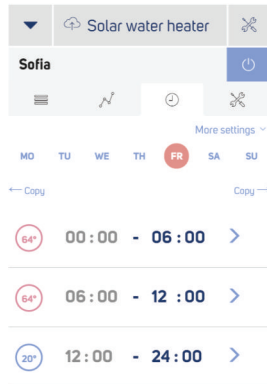 Solar water heater
Sofia
More settings
MO TU WE TH FR SA SU
← Copy Copy —
64° 00:00 - 06:00
64° 06:00 - 12 :00
20° 12:00 - 24:00